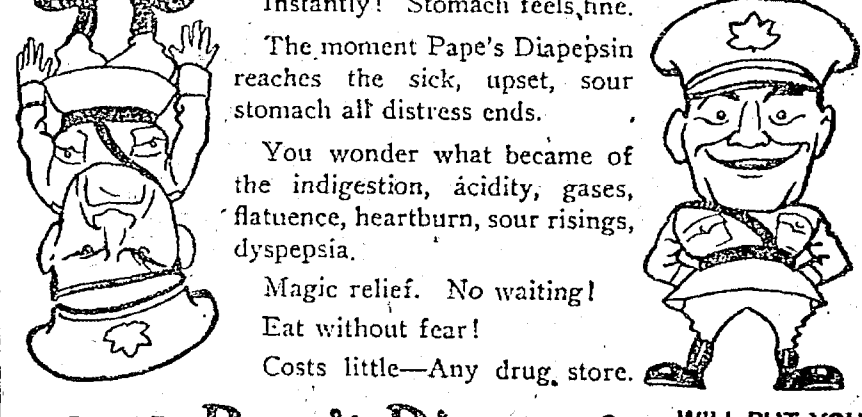 Instantly! Stomach feels fine.
The moment Pape's Diapepsin
reaches the sick, upset, sour
stomach all distress ends.
You wonder what became of
the indigestion, acidity, gases,
flatuence, heartburn, sour risings,
dyspepsia.
Magic relief. No waiting!
Eat without fear!
Costs little—Any drug store.
WILL PUT YOU